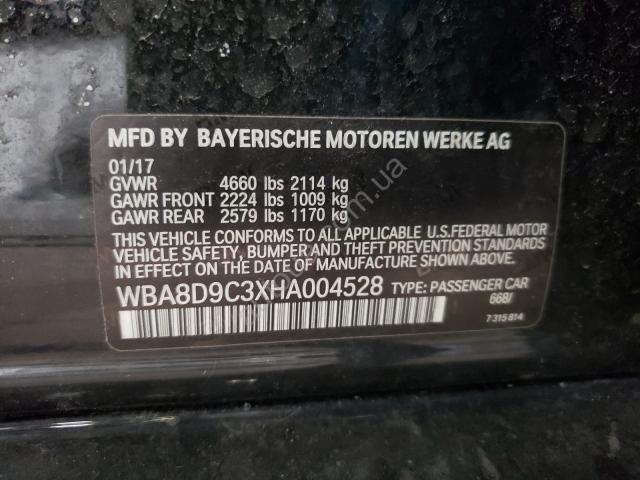 MFD BY BAYERISCHE MOTOREN WERKE AG
01/17
GVWR 4660 lbs 2114 kg
GAWR FRONT 2224 lbs 1009 kg
GAWR REAR 2579 lbs 1170 kg
THIS VEHICLE CONFORMS TO ALL APPLICABLE U.S.FEDERAL MOTOR
VEHICLE SAFETY, BUMPER AND THEFT PREVENTION STANDARDS
IN EFFECT ON THE DATE OF MANUFACTURE SHOWN ABOVE.
WBA8D9C3XHA004528 TYPE: PASSENGER CAR
668/
7 315 814